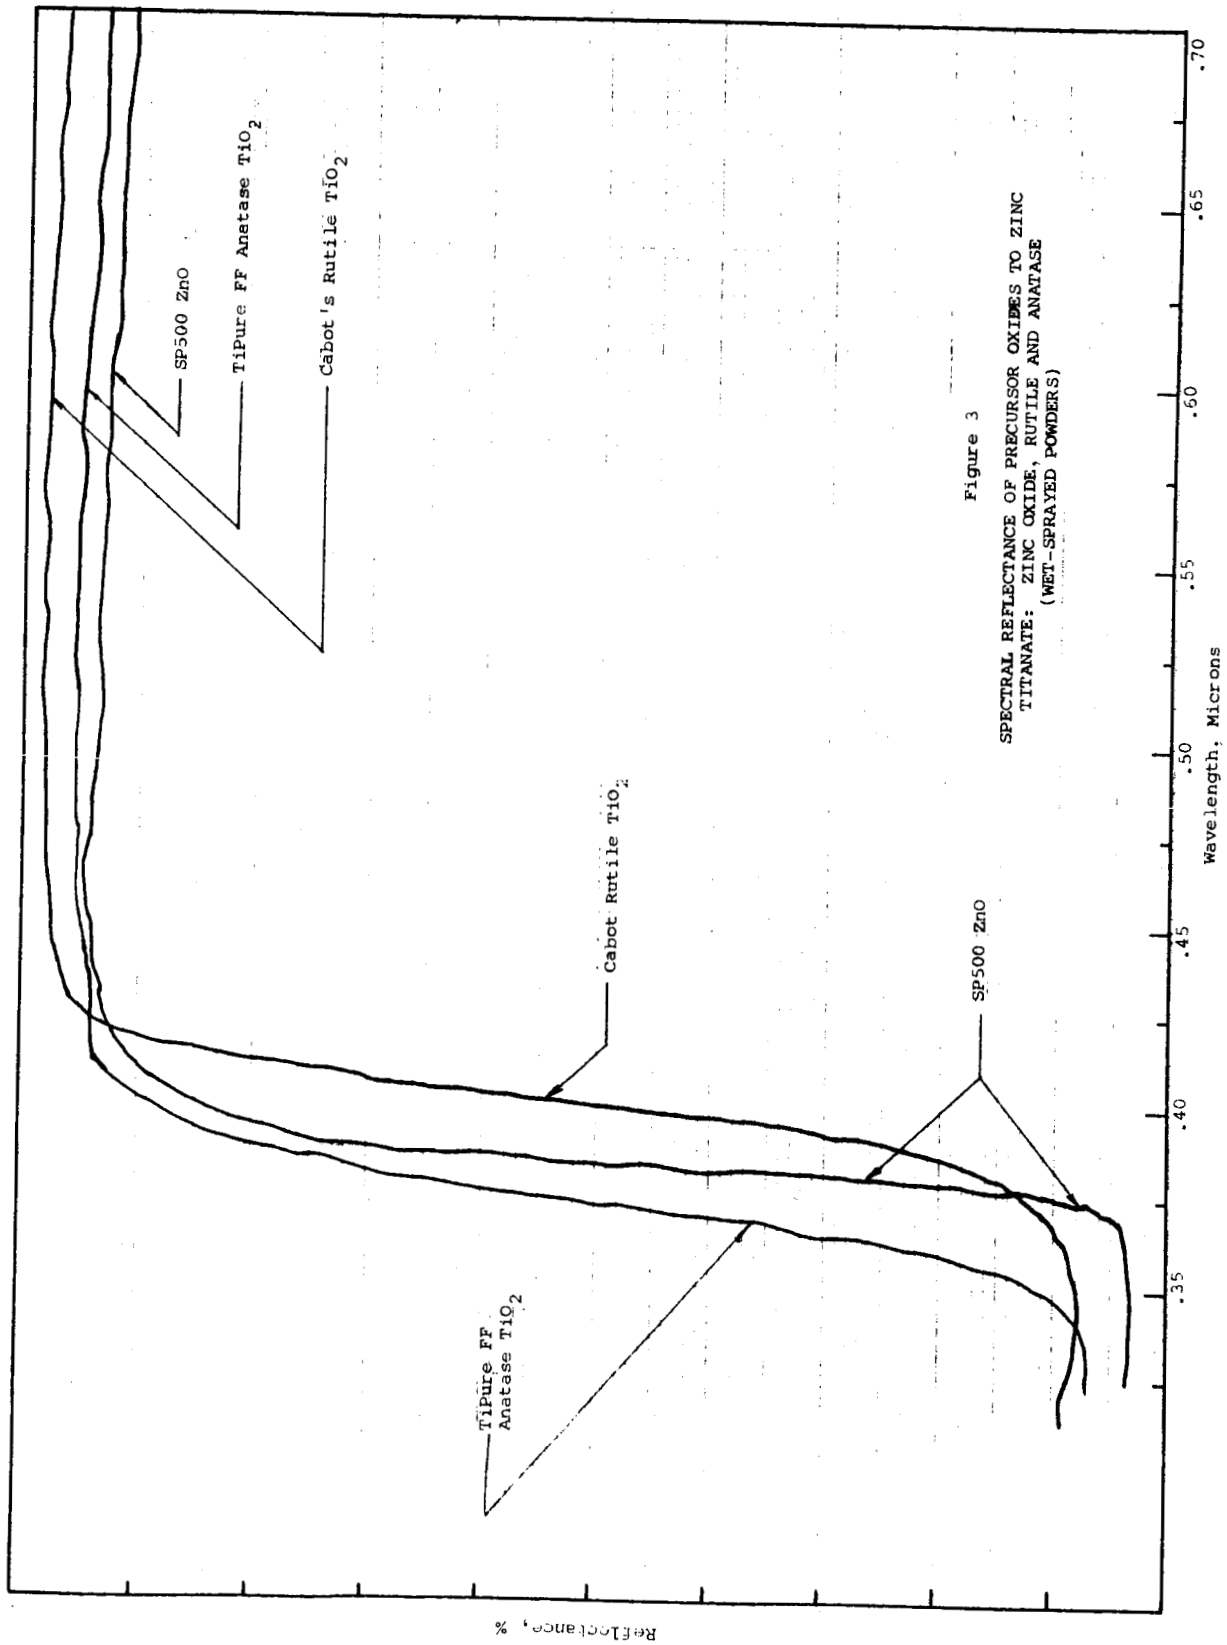 SP500 ZnO
TiPure FF Anatase TiO2
Cabot's Rutile TiO2
Cabot Rutile TiO2
SP500 ZnO
TiPure FF
Anatase TiO2
Reflectance, %
.35
.40
.45
.50
.55
.60
.65
.70
Wavelength, Microns
Figure 3
SPECTRAL REFLECTANCE OF PRECURSOR OXIDES TO ZINC
TITANATE: ZINC OXIDE, RUTILE AND ANATASE
(WET-SPRAYED POWDERS)